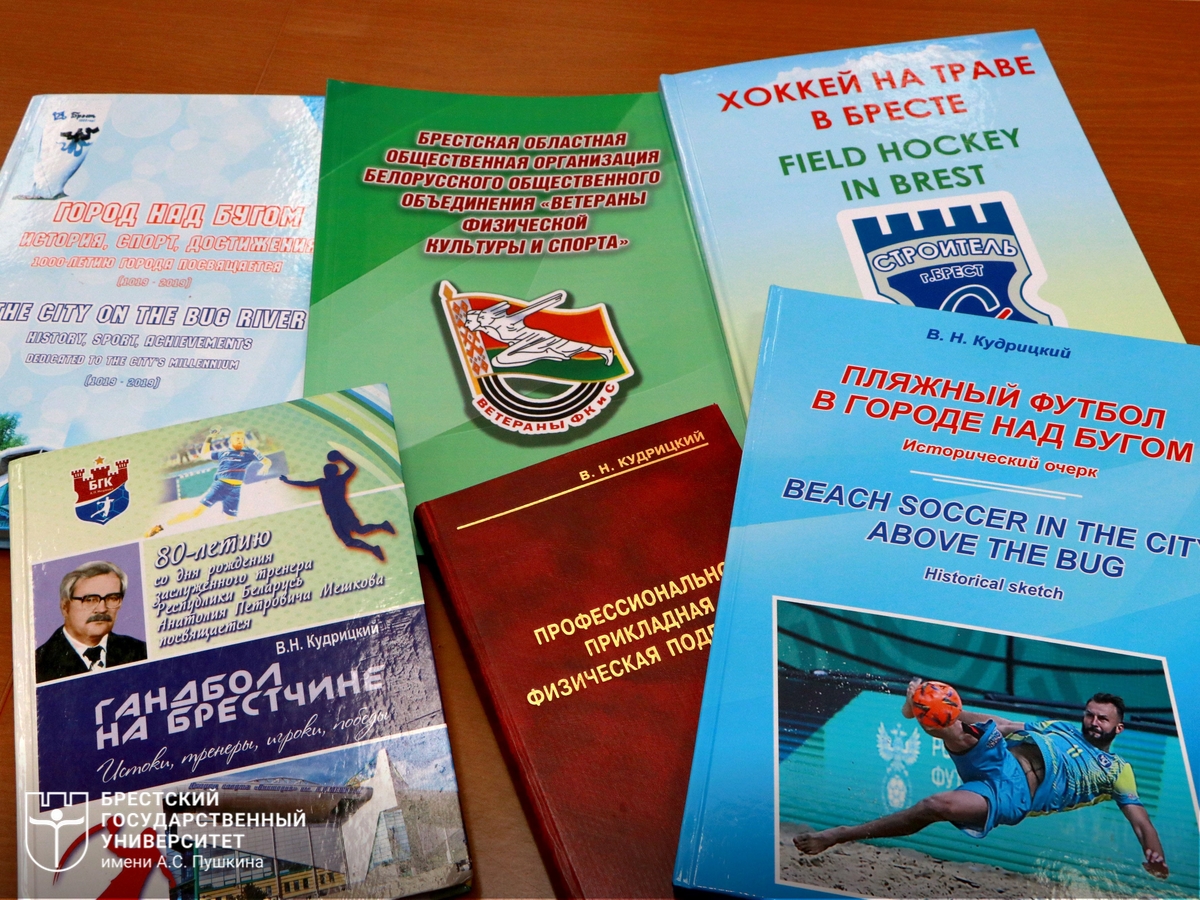 Брест
ГОРОД НАД БУГОМ
ИСТОРИЯ, СПОРТ, ДОСТИЖЕНИЯ
1000-ЛЕТИЮ ГОРОДА ПОСВЯЩАЕТСЯ
(1019 - 2019)
THE CITY ON THE BUG RIVER
HISTORY, SPORT, ACHIEVEMENTS
DEDICATED TO THE CITY'S MILLENNIUM
(1019 - 2019)
БРЕСТСКАЯ ОБЛАСТНАЯ
ОБЩЕСТВЕННАЯ ОРГАНИЗАЦИЯ
БЕЛОРУССКОГО ОБЩЕСТВЕННОГО
ОБЪЕДИНЕНИЯ «ВЕТЕРАНЫ
ФИЗИЧЕСКОЙ
КУЛЬТУРЫ И СПОРТА»
ВЕТЕРАНЫ ФК и С
ХОККЕЙ НА ТРАВЕ
В БРЕСТЕ
FIELD HOCKEY
IN BREST
СТРОИТЕЛЬ
г.БРЕСТ
БГК
80-летию
со дня рождения
заслуженного тренера
Республики Беларусь
Анатолия Петровича Мешкова
посвящается
В.Н. Кудрицкий
ГАНДБОЛ
НА БРЕСТЧИНЕ
Истоки, тренеры, игроки, победы
В. Н. КУДРИЦКИЙ
ПРОФЕССИОНАЛЬНО
ПРИКЛАДНАЯ
ФИЗИЧЕСКАЯ
В. Н. Кудрицкий
ПЛЯЖНЫЙ ФУТБОЛ
В ГОРОДЕ НАД БУГОМ
Исторический очерк
BEACH SOCCER IN THE CITY
ABOVE THE BUG
Historical sketch
БРЕСТСКИЙ
ГОСУДАРСТВЕННЫЙ
УНИВЕРСИТЕТ
имени А.С. Пушкина